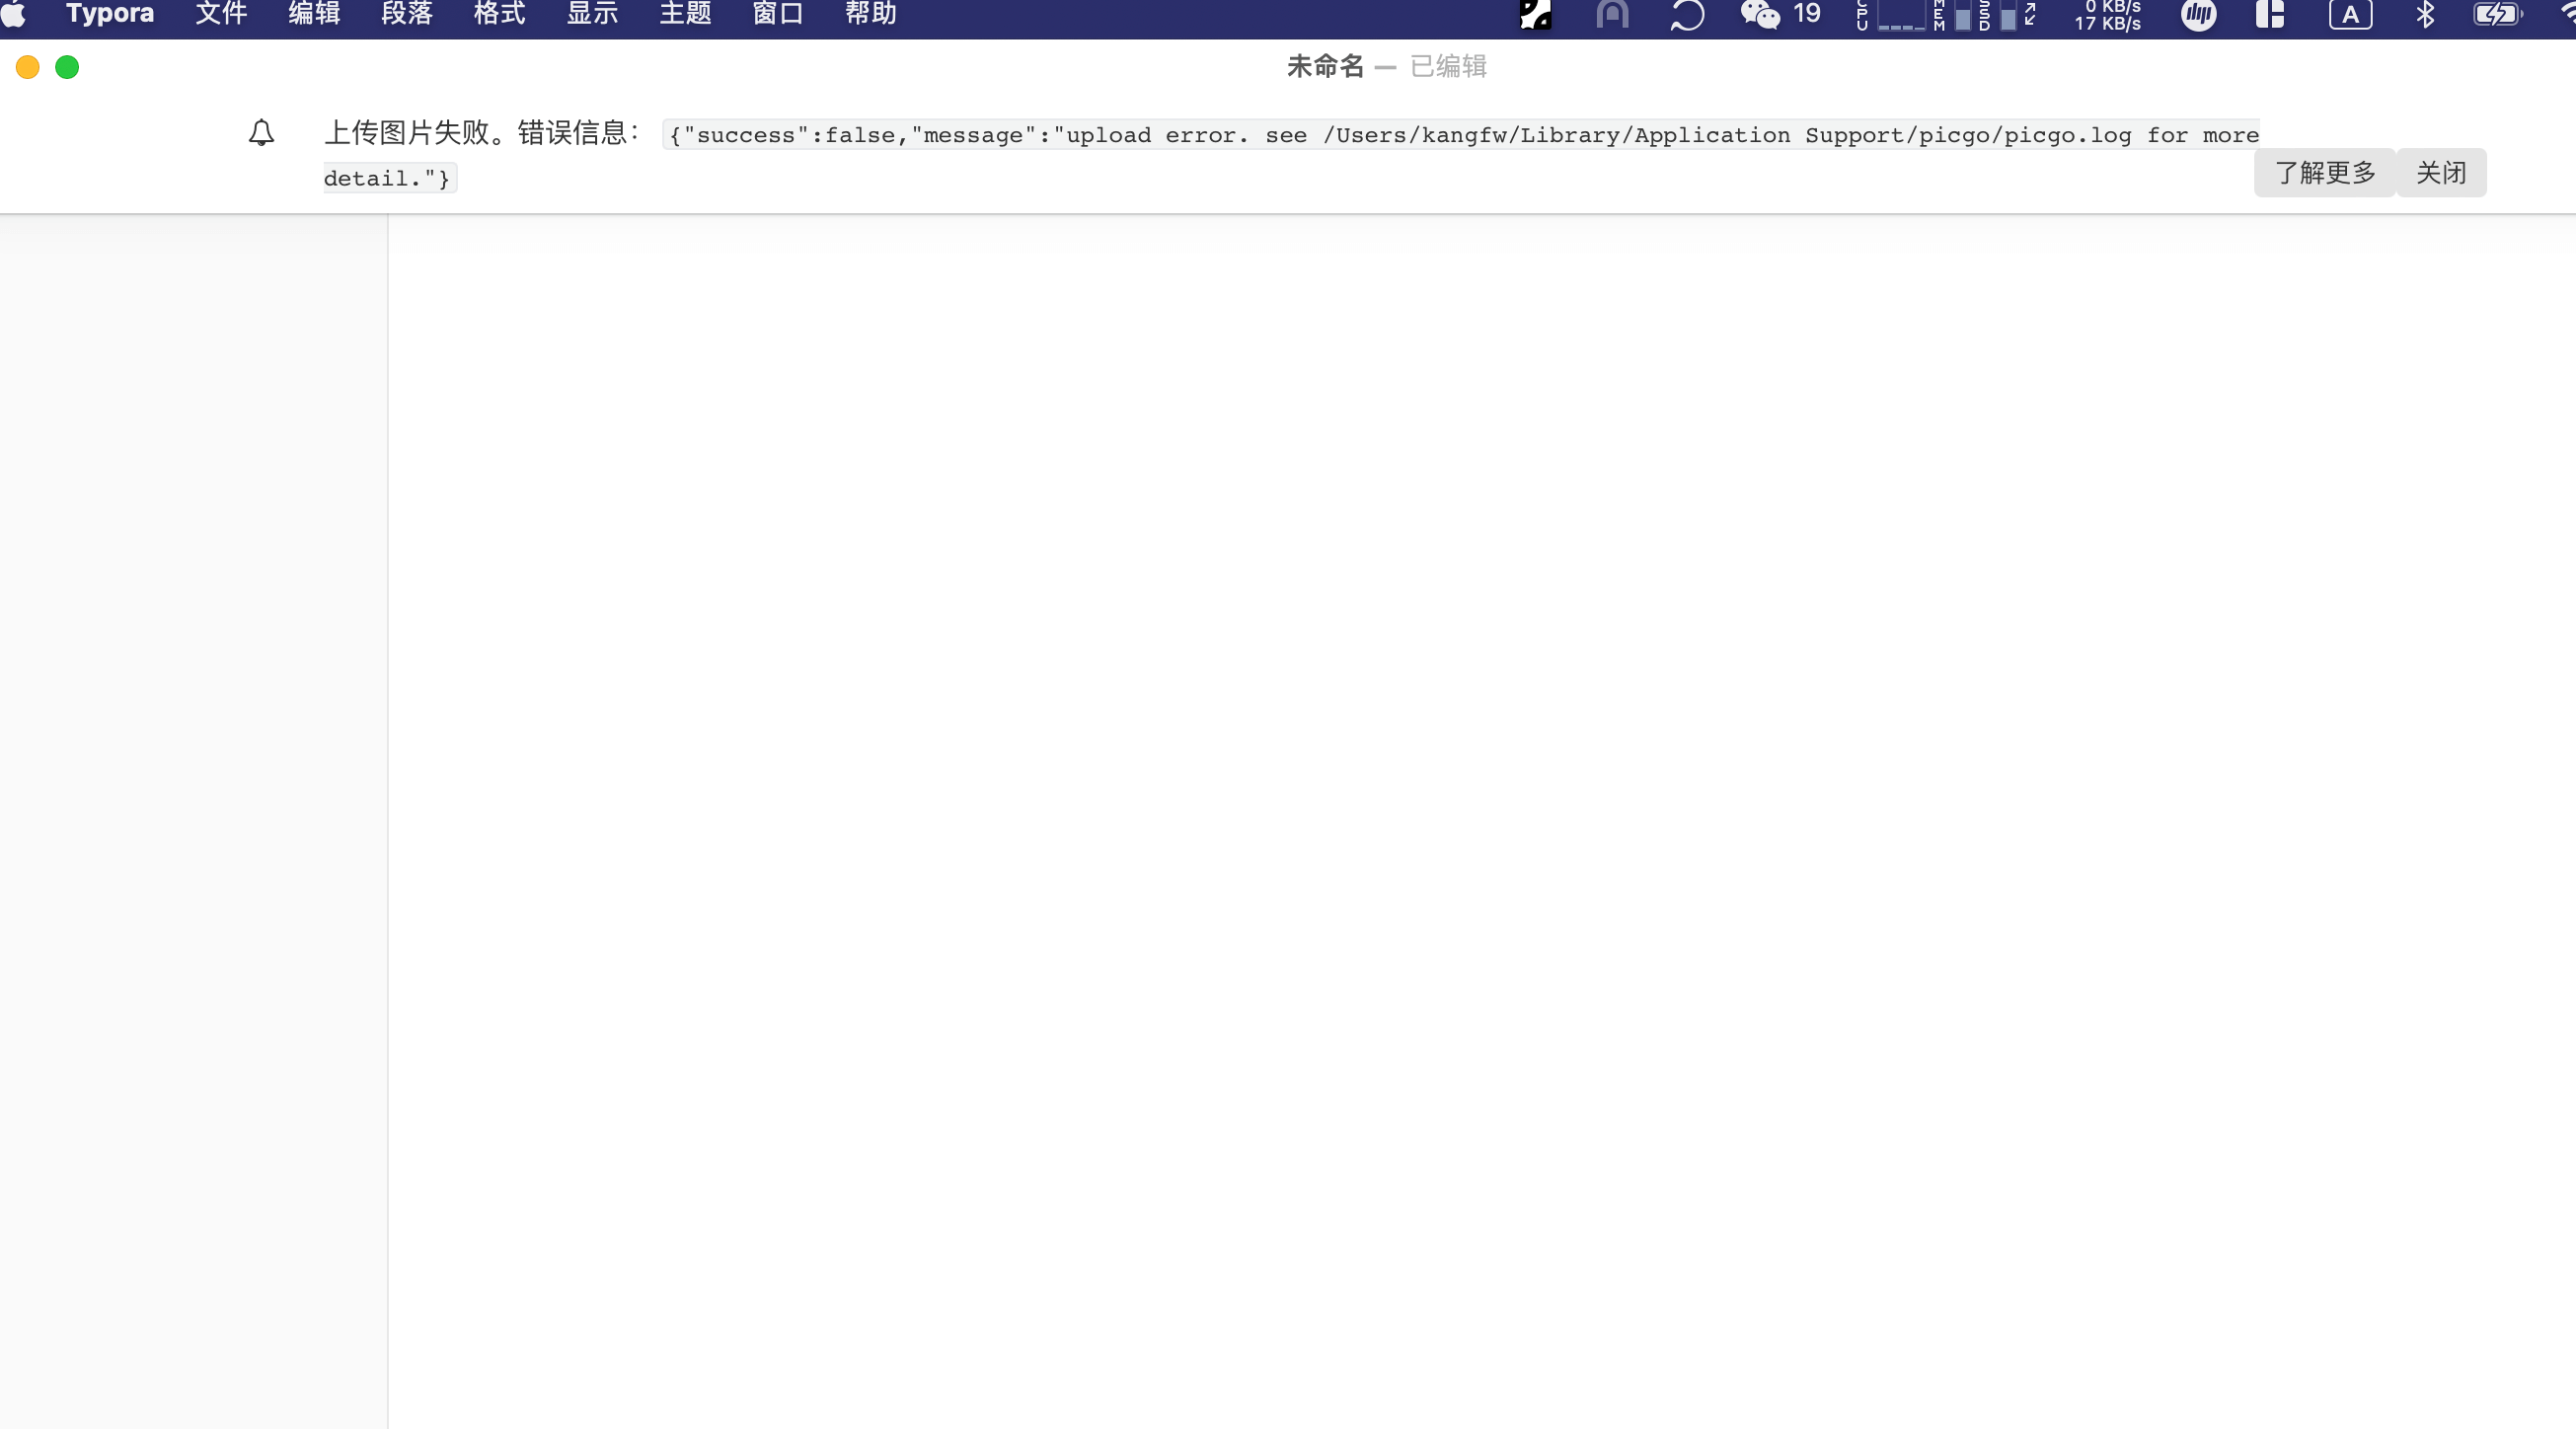 Typora 文件 编辑 段落 格式 显示 主题 窗口 帮助 19 CPU MEM SSD 0 KB/s A
17 KB/s
未命名 — 已编辑
上传图片失败。错误信息： {"success":false,"message":"upload error. see /Users/kangfw/Library/Application Support/picgo/picgo.log for more
detail."}
了解更多 关闭